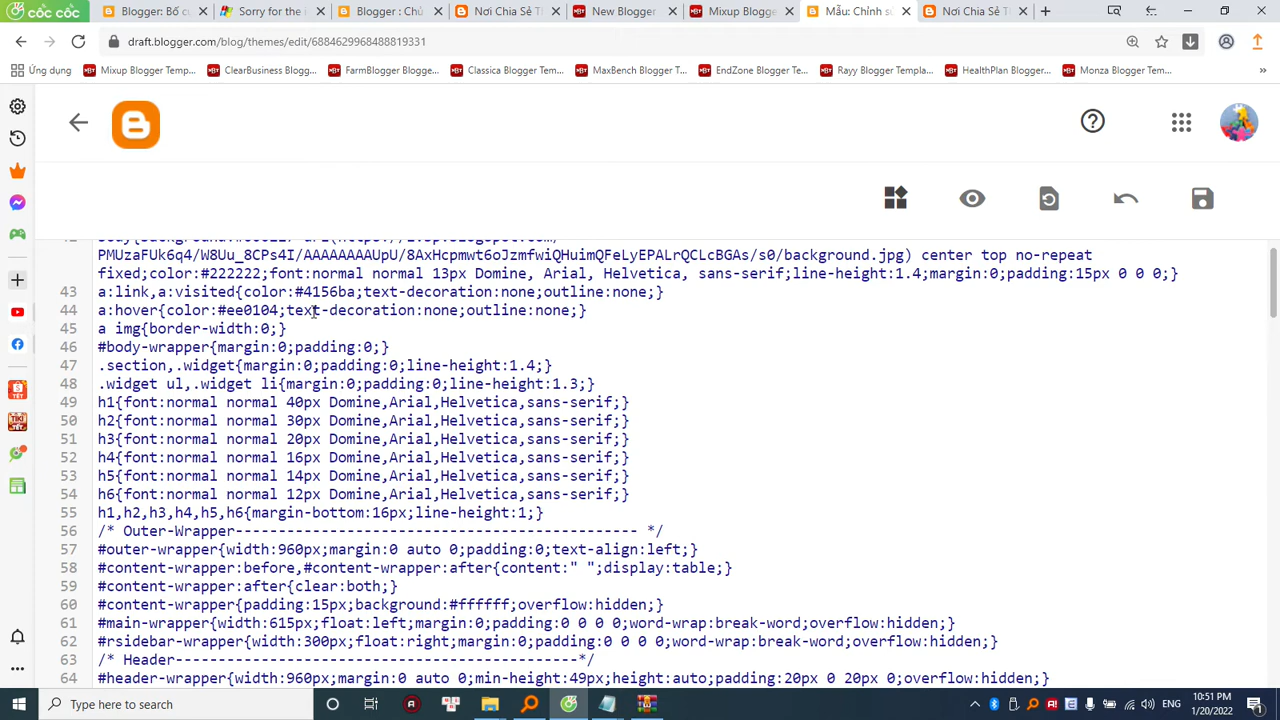 cốc cốc
Blogger: Bố cụ
Sorry for the i
Blogger : Chủ
Nơi Chia Sẻ Th
New Blogger
Mixup Blogge
Mẫu: Chỉnh sử
Nơi Chia Sẻ Th
draft.blogger.com/blog/themes/edit/6884629968488819331
Ứng dụng
Mixup Blogger Temp...
ClearBusiness Blogg...
FarmBlogger Blogge...
Classica Blogger Tem...
MaxBench Blogger T...
EndZone Blogger Te...
Rayy Blogger Templa...
HealthPlan Blogger...
Monza Blogger Tem...
PMUzaFUk6q4/W8Uu_8CPs4I/AAAAAAAAUpU/8AxHcpmwt6oJzmfwiQHuimQFeLyEPALrQCLcBGAs/s0/background.jpg) center top no-repeat
fixed;color:#222222;font:normal normal 13px Domine, Arial, Helvetica, sans-serif;line-height:1.4;margin:0;padding:15px 0 0 0;}
43 a:link,a:visited{color:#4156ba;text-decoration:none;outline:none;}
44 a:hover{color:#ee0104;text-decoration:none;outline:none;}
45 a img{border-width:0;}
46 #body-wrapper{margin:0;padding:0;}
47 .section,.widget{margin:0;padding:0;line-height:1.4;}
48 .widget ul,.widget li{margin:0;padding:0;line-height:1.3;}
49 h1{font:normal normal 40px Domine,Arial,Helvetica,sans-serif;}
50 h2{font:normal normal 30px Domine,Arial,Helvetica,sans-serif;}
51 h3{font:normal normal 20px Domine,Arial,Helvetica,sans-serif;}
52 h4{font:normal normal 16px Domine,Arial,Helvetica,sans-serif;}
53 h5{font:normal normal 14px Domine,Arial,Helvetica,sans-serif;}
54 h6{font:normal normal 12px Domine,Arial,Helvetica,sans-serif;}
55 h1,h2,h3,h4,h5,h6{margin-bottom:16px;line-height:1;}
56 /* Outer-Wrapper----------------------------------------------- */
57 #outer-wrapper{width:960px;margin:0 auto 0;padding:0;text-align:left;}
58 #content-wrapper:before,#content-wrapper:after{content:" ";display:table;}
59 #content-wrapper:after{clear:both;}
60 #content-wrapper{padding:15px;background:#ffffff;overflow:hidden;}
61 #main-wrapper{width:615px;float:left;margin:0;padding:0 0 0 0;word-wrap:break-word;overflow:hidden;}
62 #rsidebar-wrapper{width:300px;float:right;margin:0;padding:0 0 0 0;word-wrap:break-word;overflow:hidden;}
63 /* Header-----------------------------------------------*/
64 #header-wrapper{width:960px;margin:0 auto 0;min-height:49px;height:auto;padding:20px 0 20px 0;overflow:hidden;}
Type here to search
ENG
10:51 PM
1/20/2022